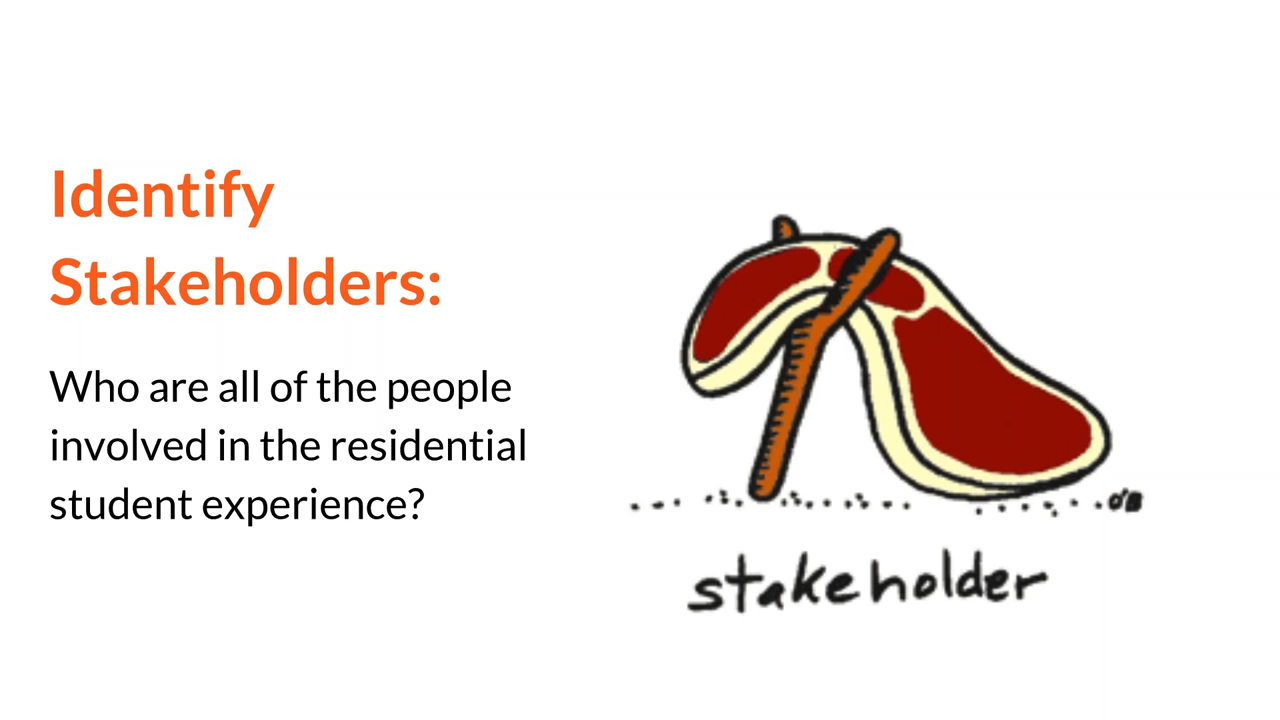 Identify
Stakeholders:
Who are all of the people
involved in the residential
student experience?
O'B
stakeholder